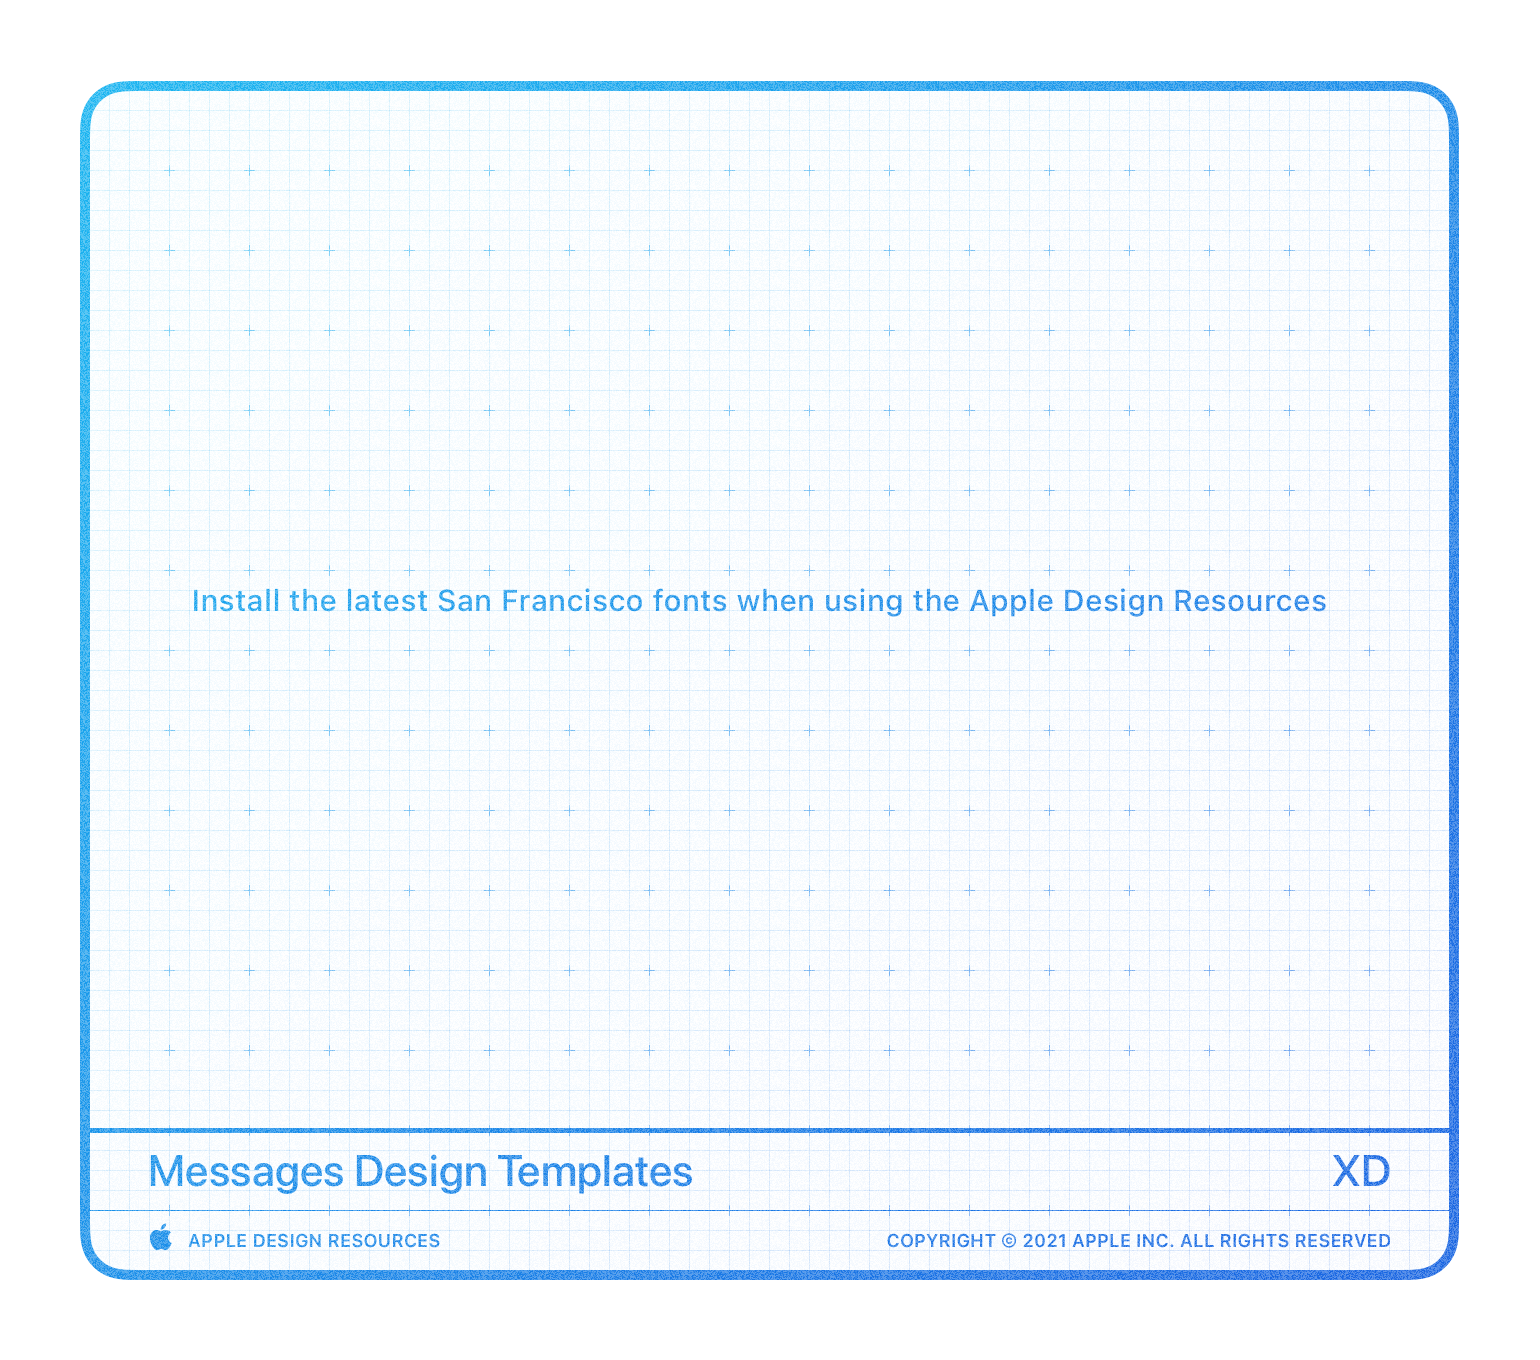 Install the latest San Francisco fonts when using the Apple Design Resources
Messages Design Templates
XD
APPLE DESIGN RESOURCES
COPYRIGHT © 2021 APPLE INC. ALL RIGHTS RESERVED